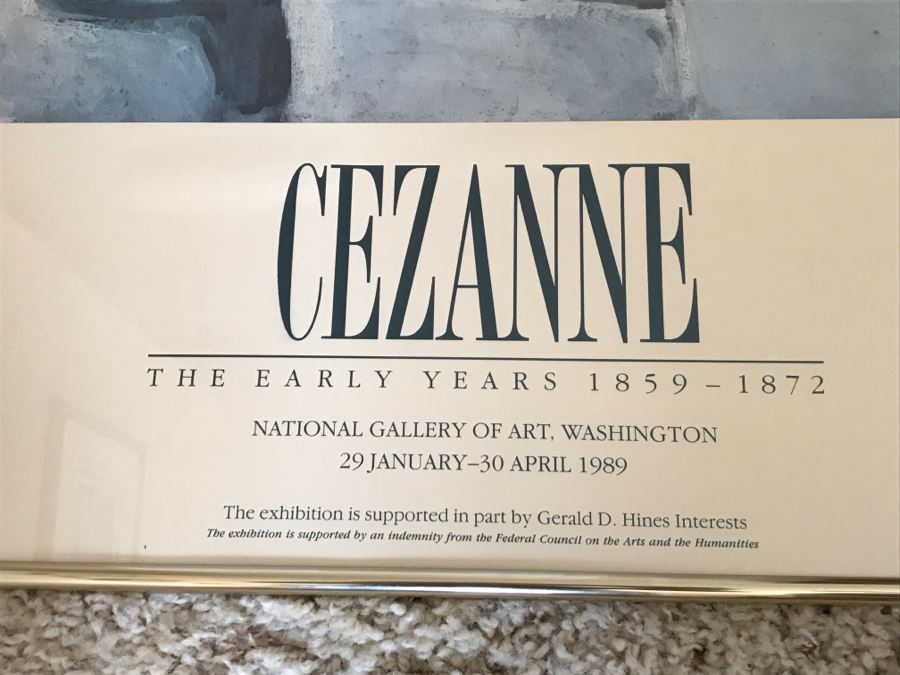 CEZANNE
THE EARLY YEARS 1859–1872
NATIONAL GALLERY OF ART, WASHINGTON
29 JANUARY–30 APRIL 1989
The exhibition is supported in part by Gerald D. Hines Interests
The exhibition is supported by an indemnity from the Federal Council on the Arts and the Humanities